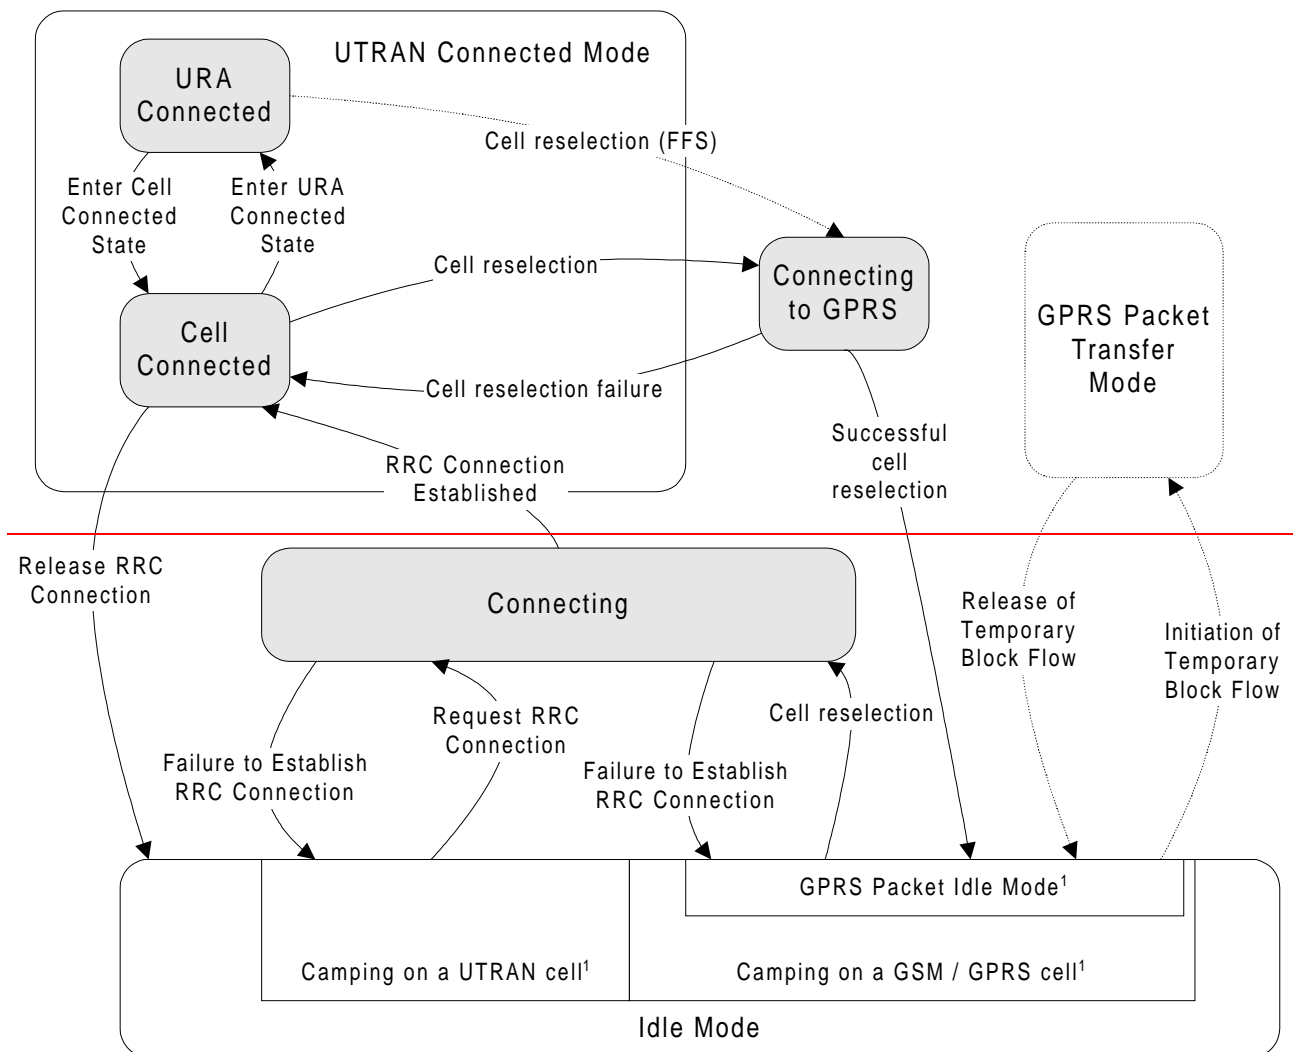 UTRAN Connected Mode
URA
Connected
Cell reselection (FFS)
Enter Cell
Connected
State
Enter URA
Connected
State
Cell reselection
Connecting
to GPRS
GPRS Packet
Transfer
Mode
Cell
Connected
Cell reselection failure
Successful
cell
reselection
RRC Connection
Established
Release RRC
Connection
Connecting
Release of
Temporary
Block Flow
Initiation of
Temporary
Block Flow
Request RRC
Connection
Cell reselection
Failure to Establish
RRC Connection
Failure to Establish
RRC Connection
GPRS Packet Idle Mode¹
Camping on a UTRAN cell¹
Camping on a GSM / GPRS cell¹
Idle Mode